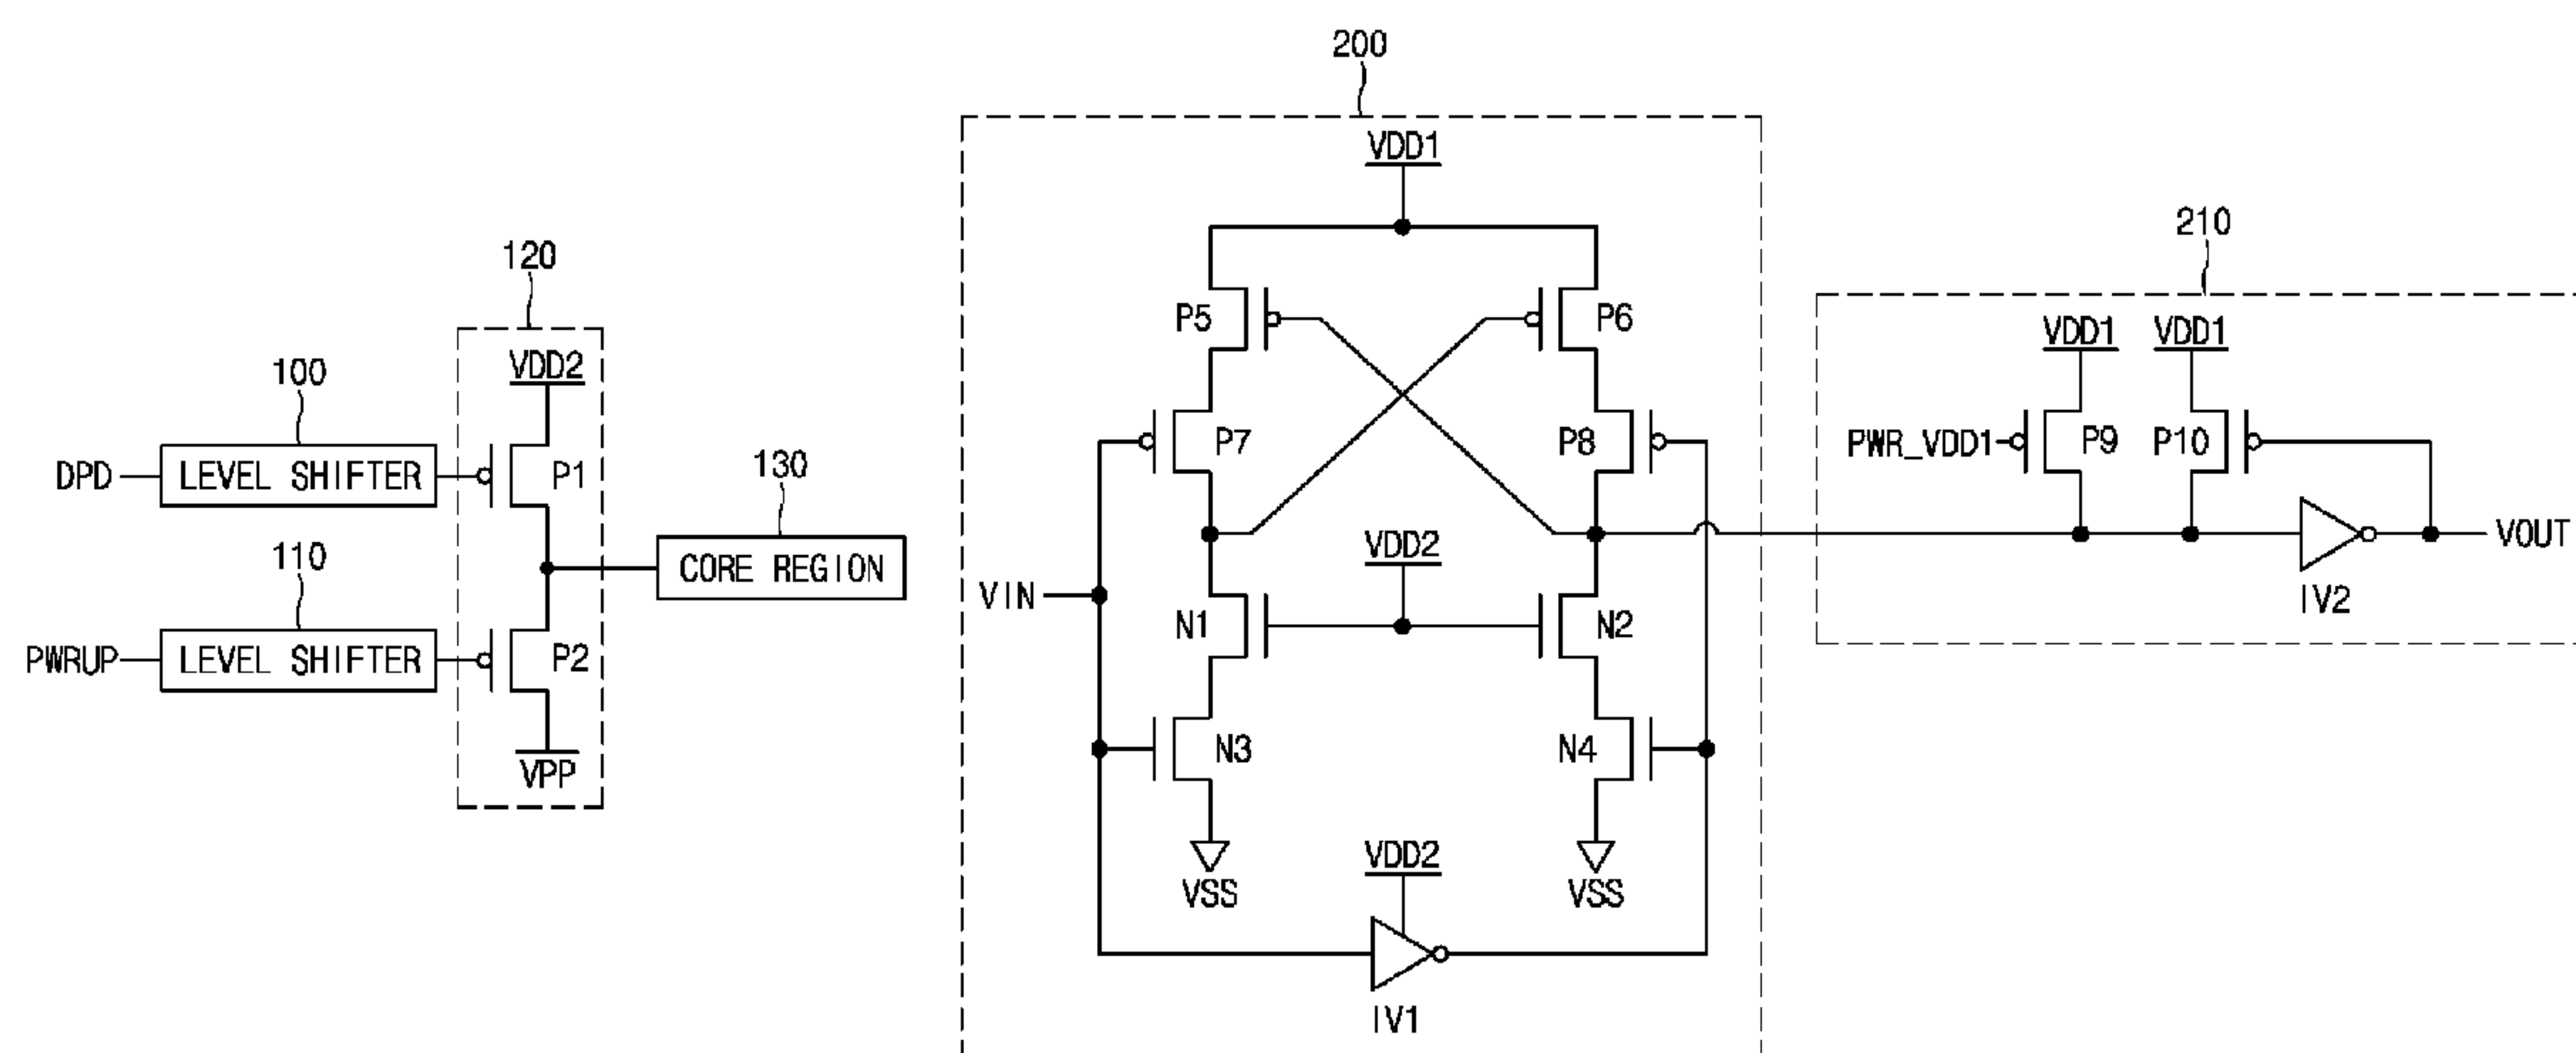 120
VDD2
100
DPD
LEVEL SHIFTER
P1
130
CORE REGION
110
PWRUP
LEVEL SHIFTER
P2
VPP
200
VDD1
P5
P6
P7
P8
VDD2
VIN
N1
N2
N3
N4
VSS
VSS
VDD2
IV1
210
VDD1
VDD1
PWR_VDD1
P9
P10
VOUT
IV2